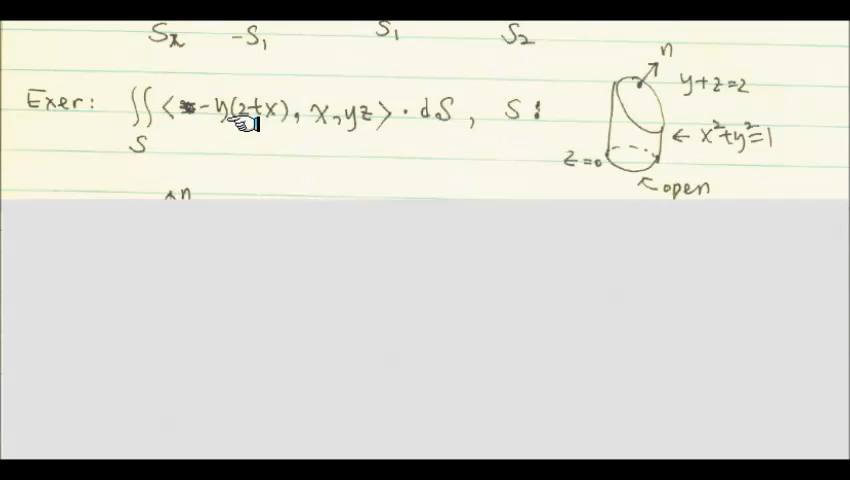 S₂ -S₁ S₁ S₂
n
y+z=2
Exer: ∬ < -y(z+x), x, yz > · dS, S:
S
← x²+y²=1
z=0
open
n